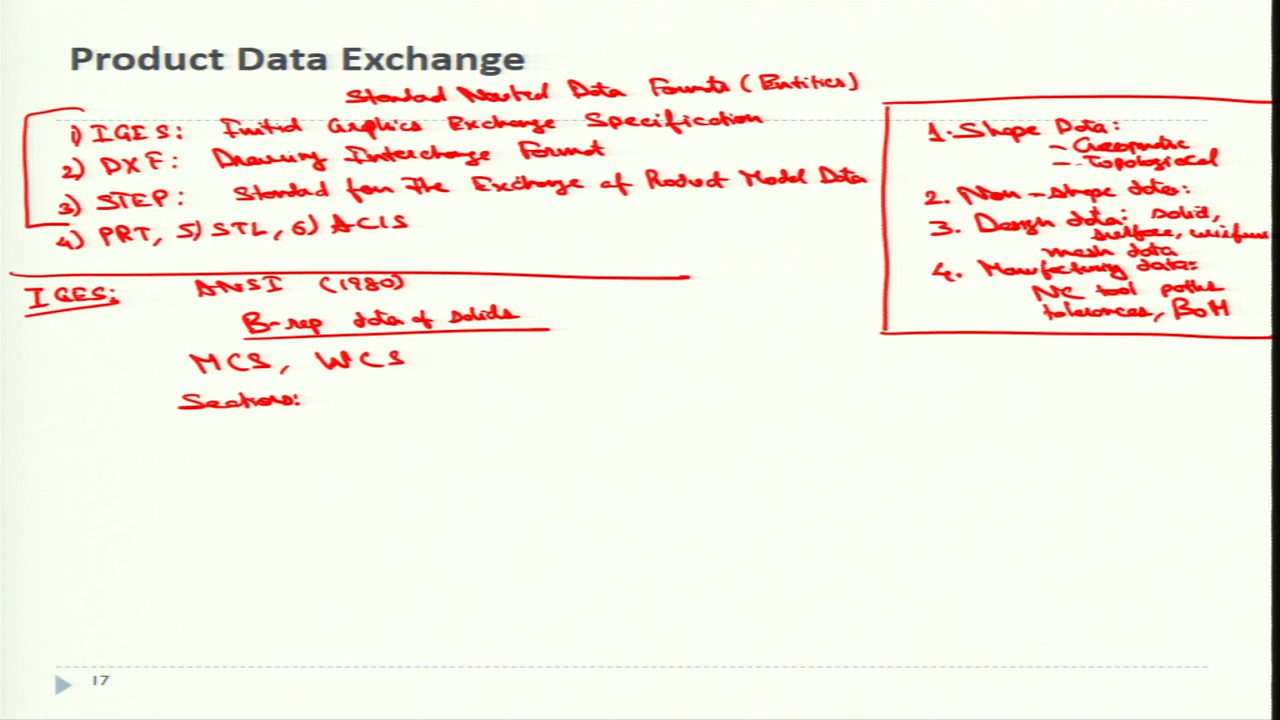 Product Data Exchange
Standard Neutral Data Formats (Entities)
1) IGES: Initial Graphics Exchange Specification
2) DXF: Drawing Interchange Format
3) STEP: Standard for The Exchange of Product Model Data
4) PRT, 5) STL, 6) ACIS
1. Shape Data:
- Geometric
- Topological
2. Non-shape data:
3. Design data: solid,
surface, wireframe
mesh data
4. Manufacturing data:
NC tool paths
tolerances, BoM
IGES: ANSI (1980)
B-rep data of solids
MCS, WCS
Sections:
17